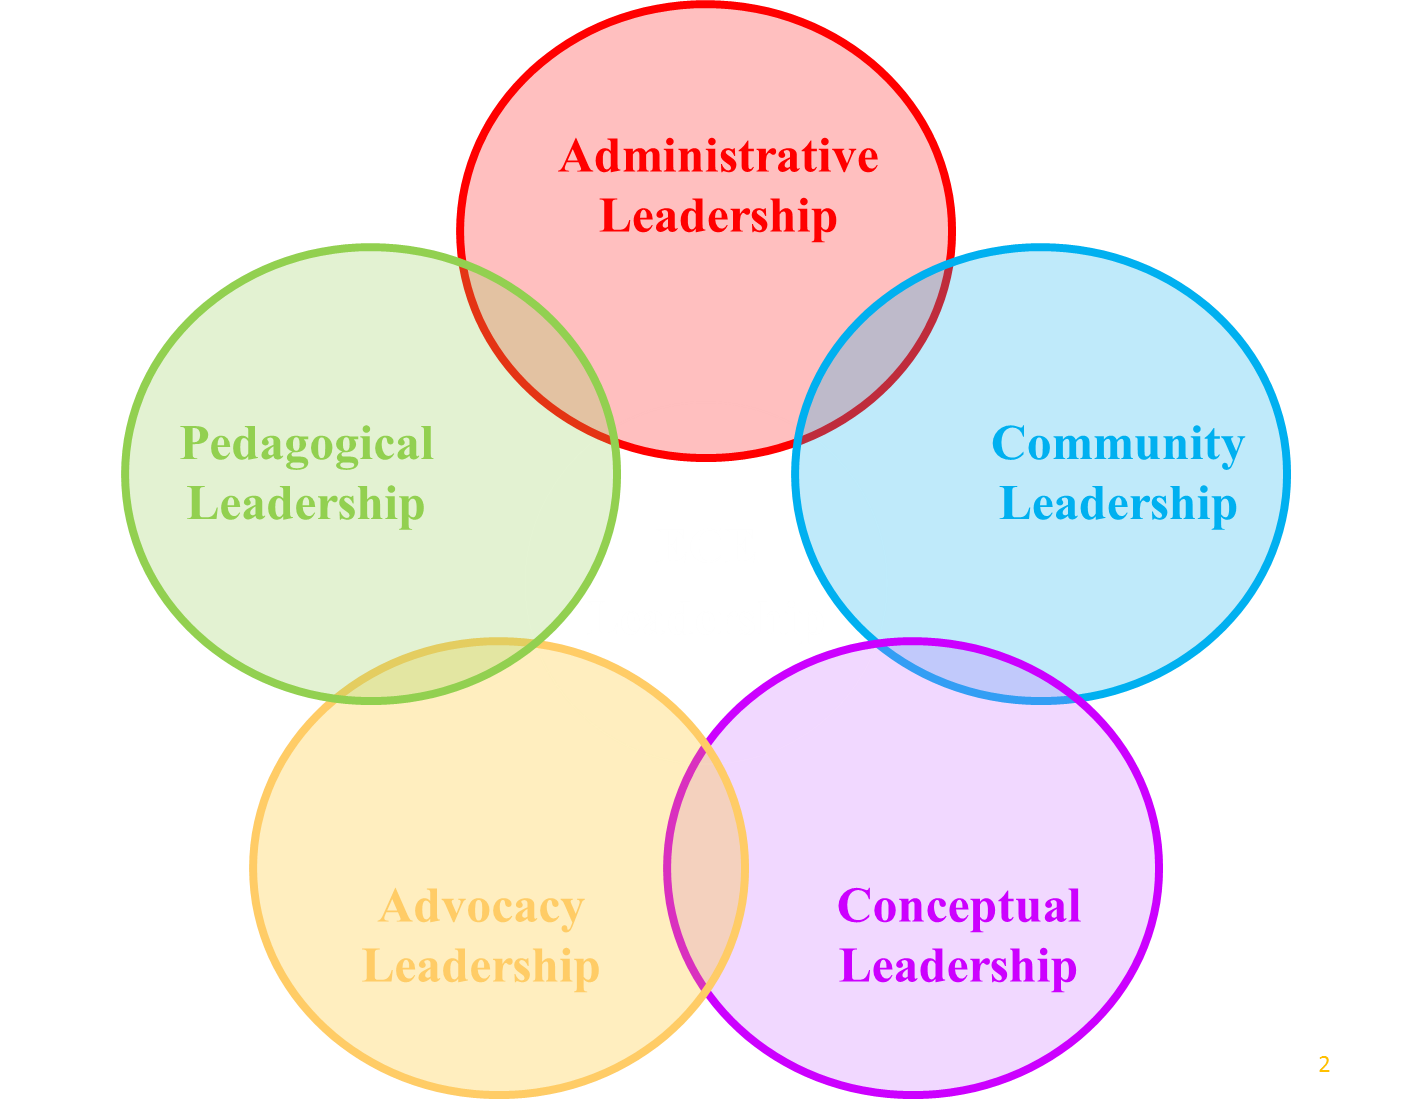 Administrative
Leadership
Pedagogical
Leadership
Community
Leadership
Advocacy
Leadership
Conceptual
Leadership
2